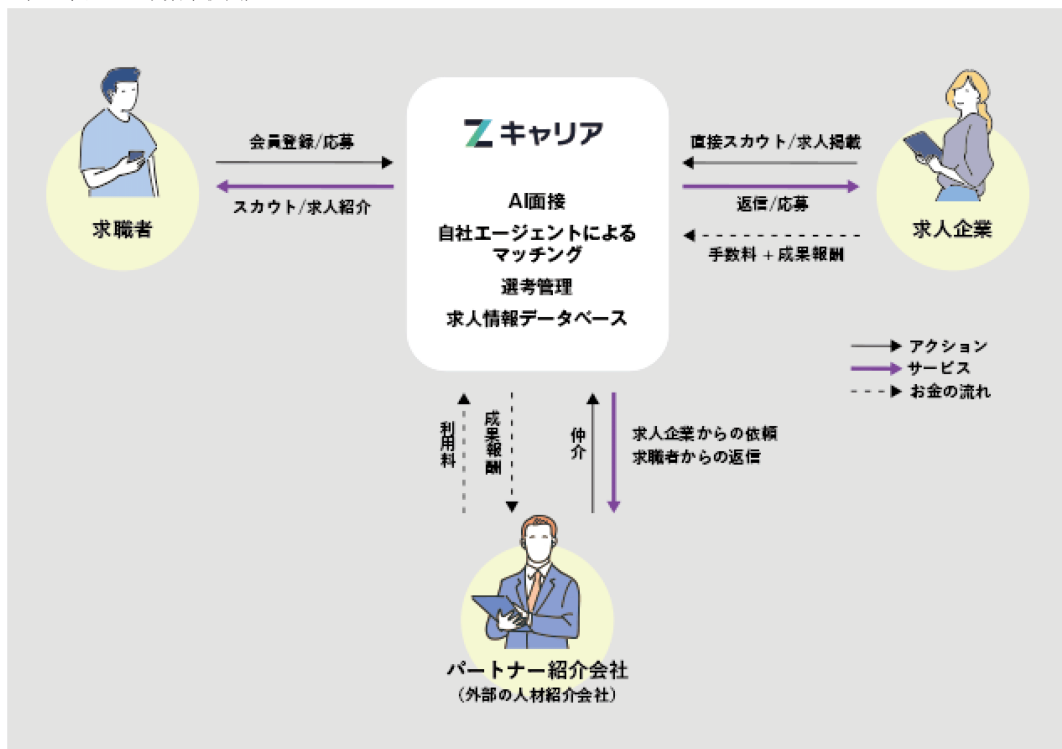 会員登録/応募
スカウト/求人紹介
求職者
Zキャリア
AI面接
自社エージェントによる
マッチング
選考管理
求人情報データベース
直接スカウト/求人掲載
返信/応募
手数料 + 成果報酬
求人企業
アクション
サービス
お金の流れ
利用料
成果報酬
仲介
求人企業からの依頼
求職者からの返信
パートナー紹介会社
（外部の人材紹介会社）